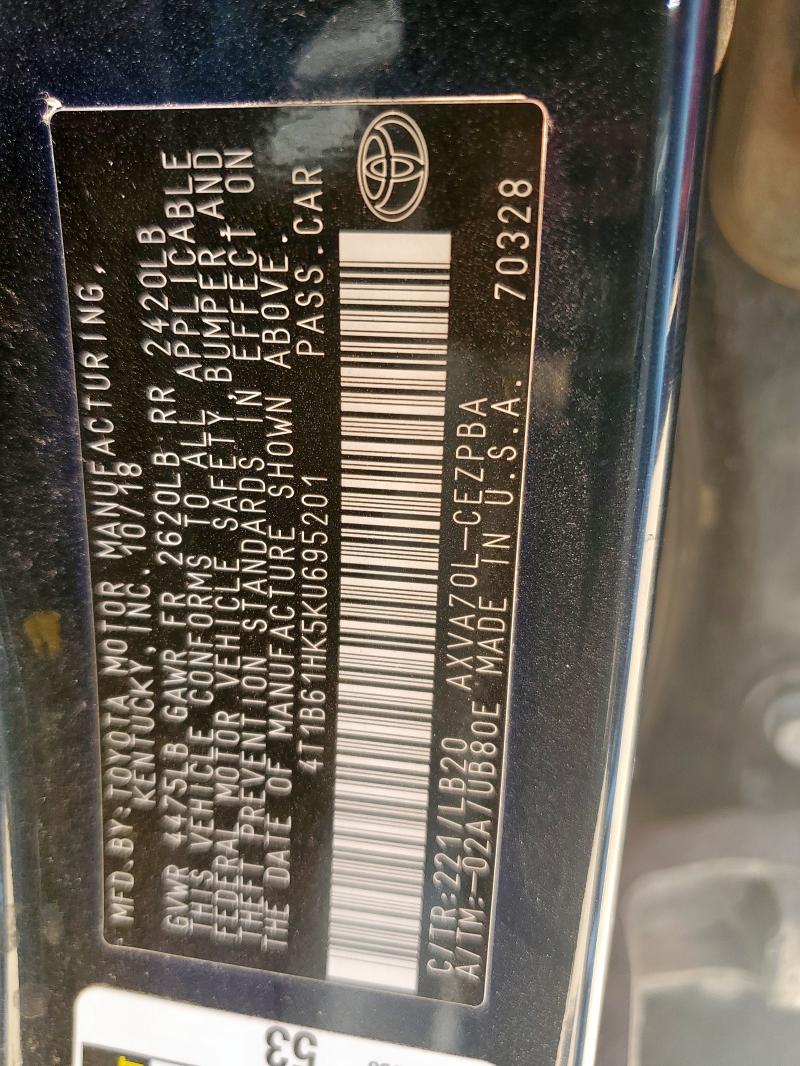 MFD.BY:TOYOTA MOTOR MANUFACTURING,
KENTUCKY, INC. 10/18
GVWR 4475LB GAWR FR 2620LB RR 2420LB
THIS VEHICLE CONFORMS TO ALL APPLICABLE
FEDERAL MOTOR VEHICLE SAFETY, BUMPER, AND
THEFT PREVENTION STANDARDS IN EFFECT ON
THE DATE OF MANUFACTURE SHOWN ABOVE.
4T1B61HK5KU695201 PASS.CAR
C/TR:221/LB20 AXVA70L-CEZPBA
A/TM:-02A/UB80E MADE IN U.S.A. 70328
53